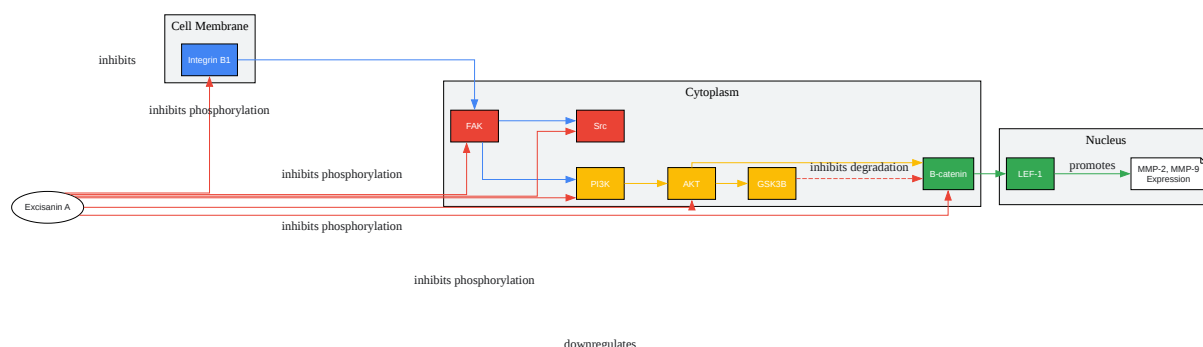 Cell Membrane
Integrin B1
inhibits
inhibits phosphorylation
Cytoplasm
FAK
Src
Nucleus
inhibits phosphorylation
inhibits degradation
promotes
PI3K
AKT
GSK3B
B-catenin
LEF-1
MMP-2, MMP-9
Expression
Excisanin A
inhibits phosphorylation
inhibits phosphorylation
downregulates